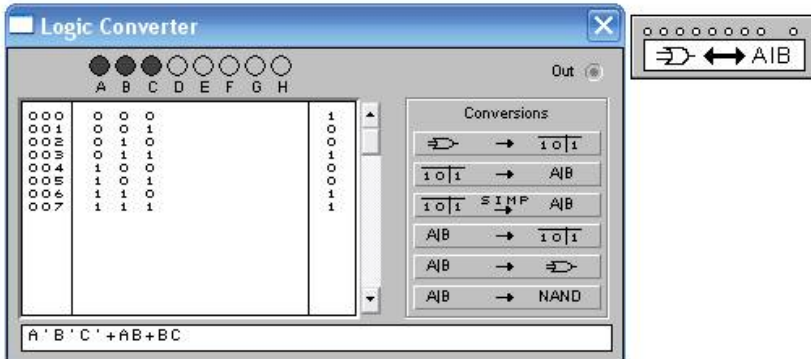 Logic Converter
A B C D E F G H
Out
000 0 0 0 1
001 0 0 1 0
002 0 1 0 0
003 0 1 1 1
004 1 0 0 0
005 1 0 1 0
006 1 1 0 1
007 1 1 1 1
Conversions
→ 1 0 1
1 0 1 → A|B
1 0 1 SIMP → A|B
A|B → 1 0 1
A|B →
A|B → NAND
A'B'C'+AB+BC
↔ A|B